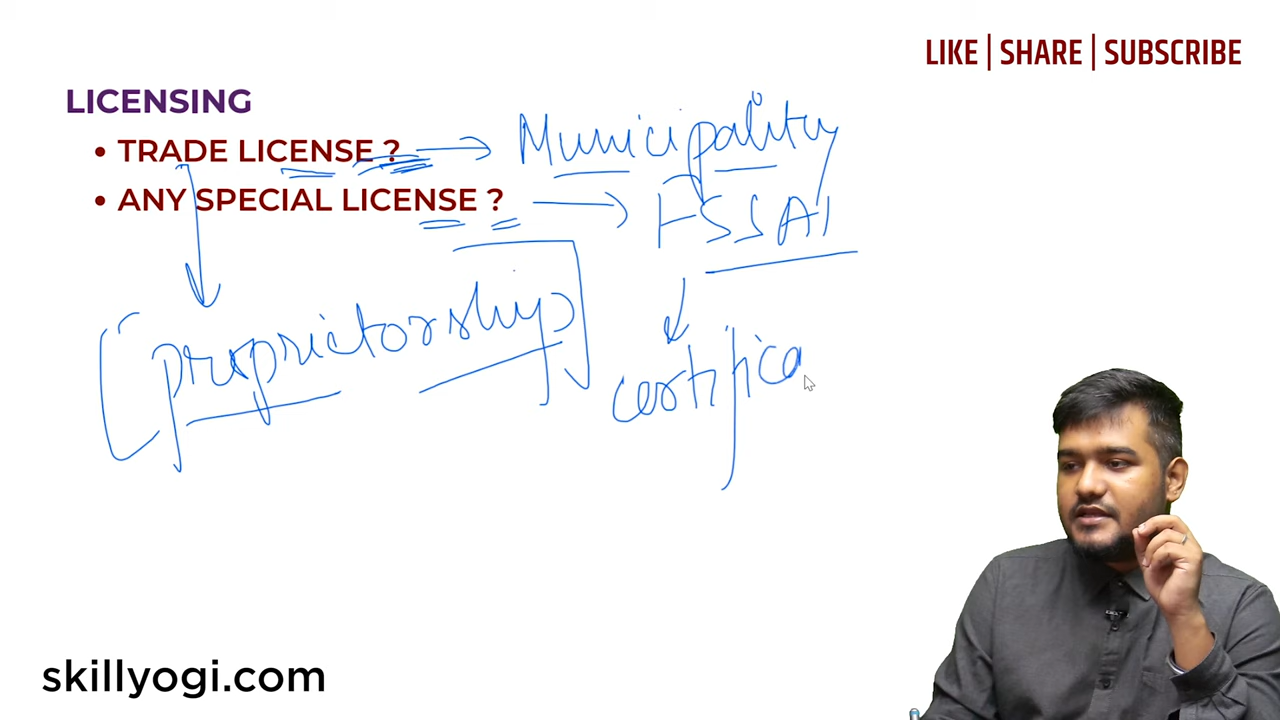 LIKE | SHARE | SUBSCRIBE
LICENSING
• TRADE LICENSE ? → Municipality
• ANY SPECIAL LICENSE ? → FSSAI
proprietorship
certifica
skillyogi.com